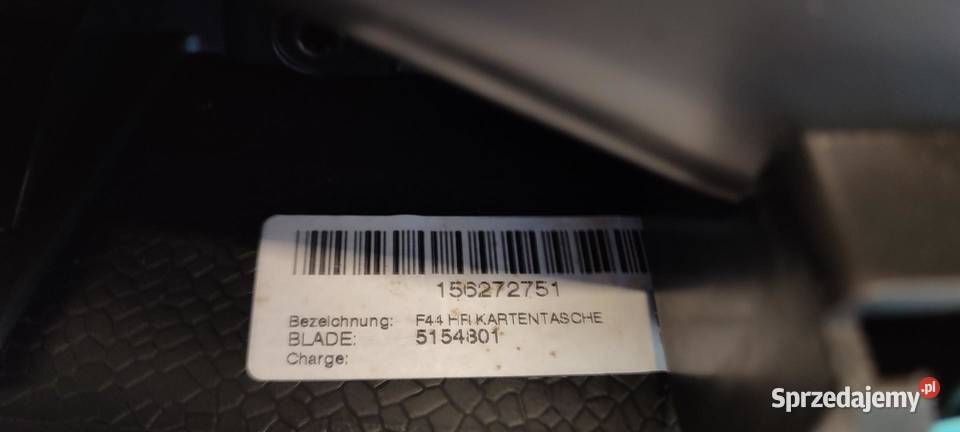 156272751
Bezeichnung: F44 HR KARTENTASCHE
BLADE: 5154801
Charge:
Sprzedajemy.pl